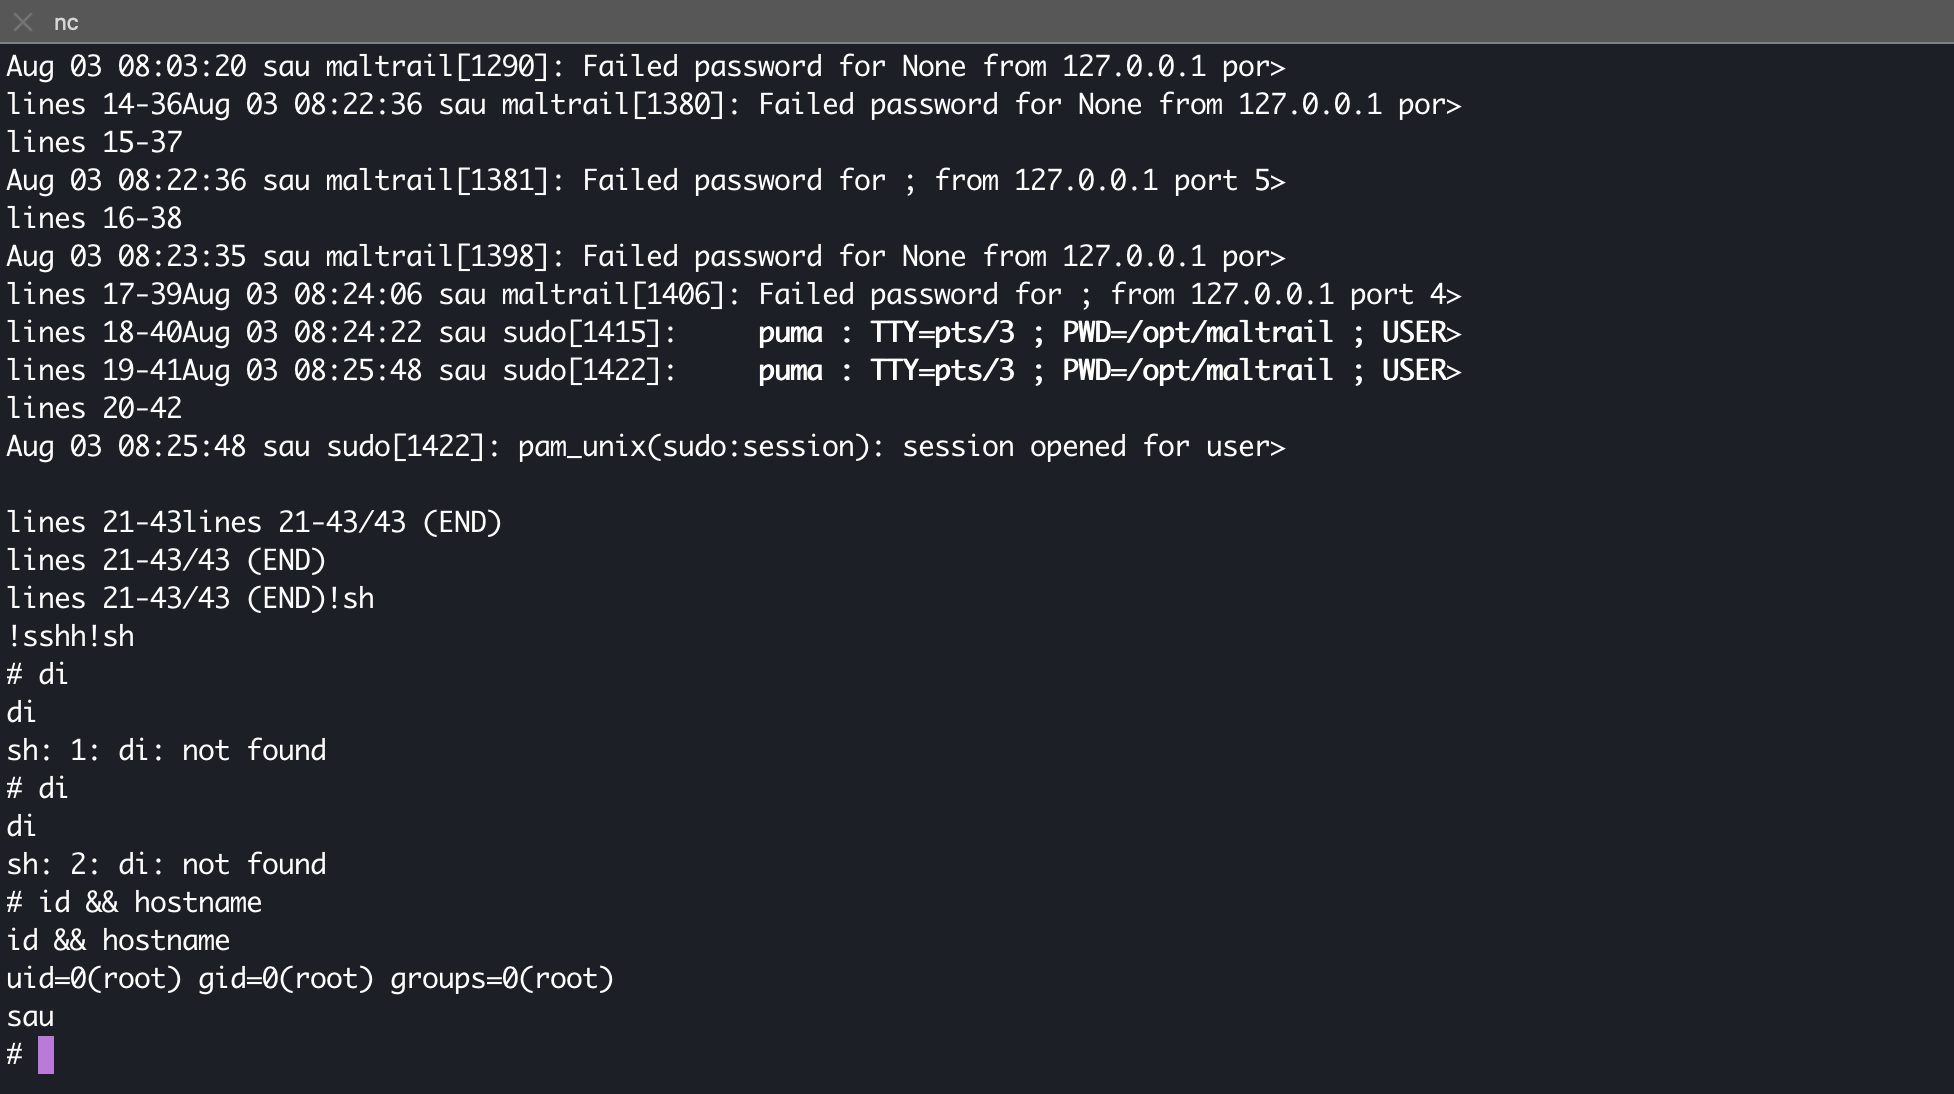 nc
Aug 03 08:03:20 sau maltrail[1290]: Failed password for None from 127.0.0.1 por>
lines 14-36Aug 03 08:22:36 sau maltrail[1380]: Failed password for None from 127.0.0.1 por>
lines 15-37
Aug 03 08:22:36 sau maltrail[1381]: Failed password for ; from 127.0.0.1 port 5>
lines 16-38
Aug 03 08:23:35 sau maltrail[1398]: Failed password for None from 127.0.0.1 por>
lines 17-39Aug 03 08:24:06 sau maltrail[1406]: Failed password for ; from 127.0.0.1 port 4>
lines 18-40Aug 03 08:24:22 sau sudo[1415]:     puma : TTY=pts/3 ; PWD=/opt/maltrail ; USER>
lines 19-41Aug 03 08:25:48 sau sudo[1422]:     puma : TTY=pts/3 ; PWD=/opt/maltrail ; USER>
lines 20-42
Aug 03 08:25:48 sau sudo[1422]: pam_unix(sudo:session): session opened for user>
lines 21-43lines 21-43/43 (END)
lines 21-43/43 (END)
lines 21-43/43 (END)!sh
!sshh!sh
# di
di
sh: 1: di: not found
# di
di
sh: 2: di: not found
# id && hostname
id && hostname
uid=0(root) gid=0(root) groups=0(root)
sau
#